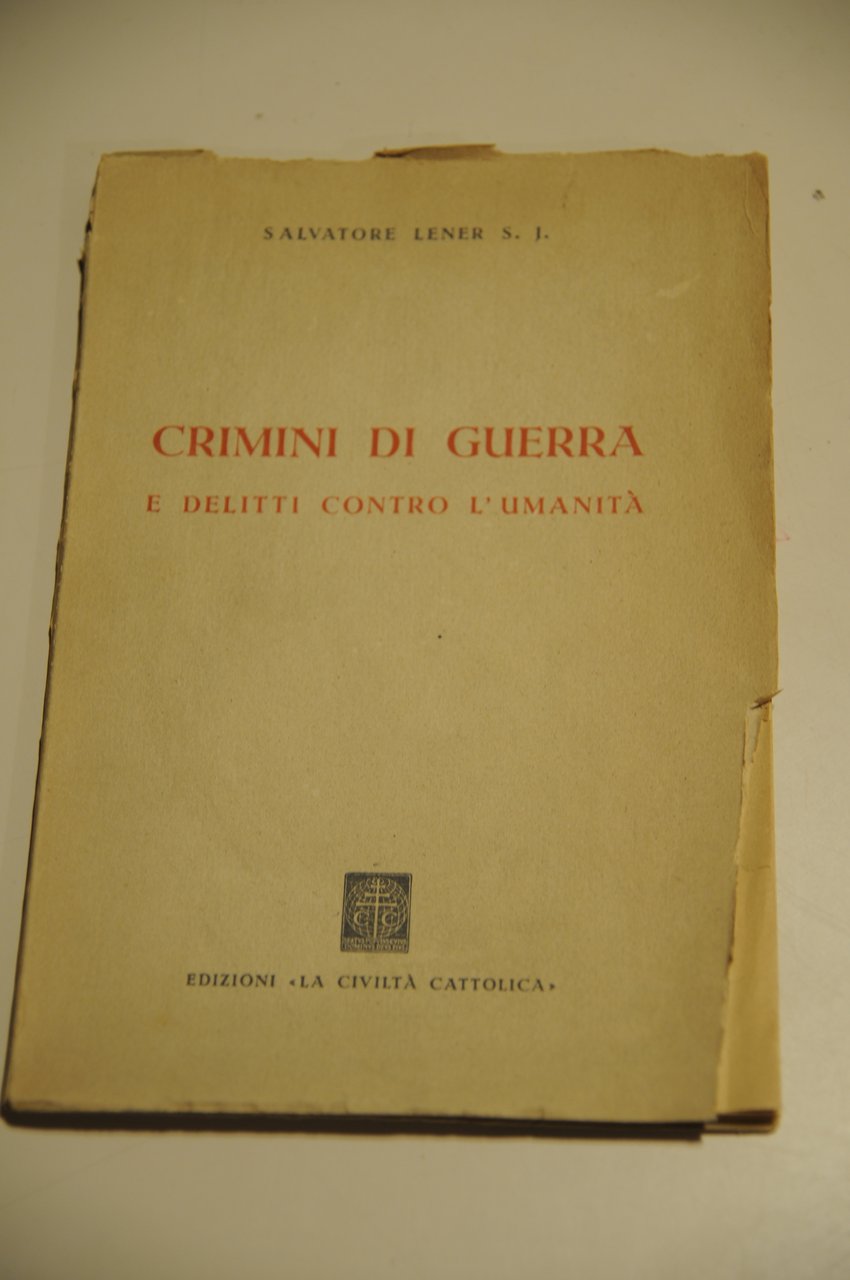 SALVATORE LENER S. J.
CRIMINI DI GUERRA
E DELITTI CONTRO L'UMANITÀ
C C
EDIZIONI «LA CIVILTÀ CATTOLICA»